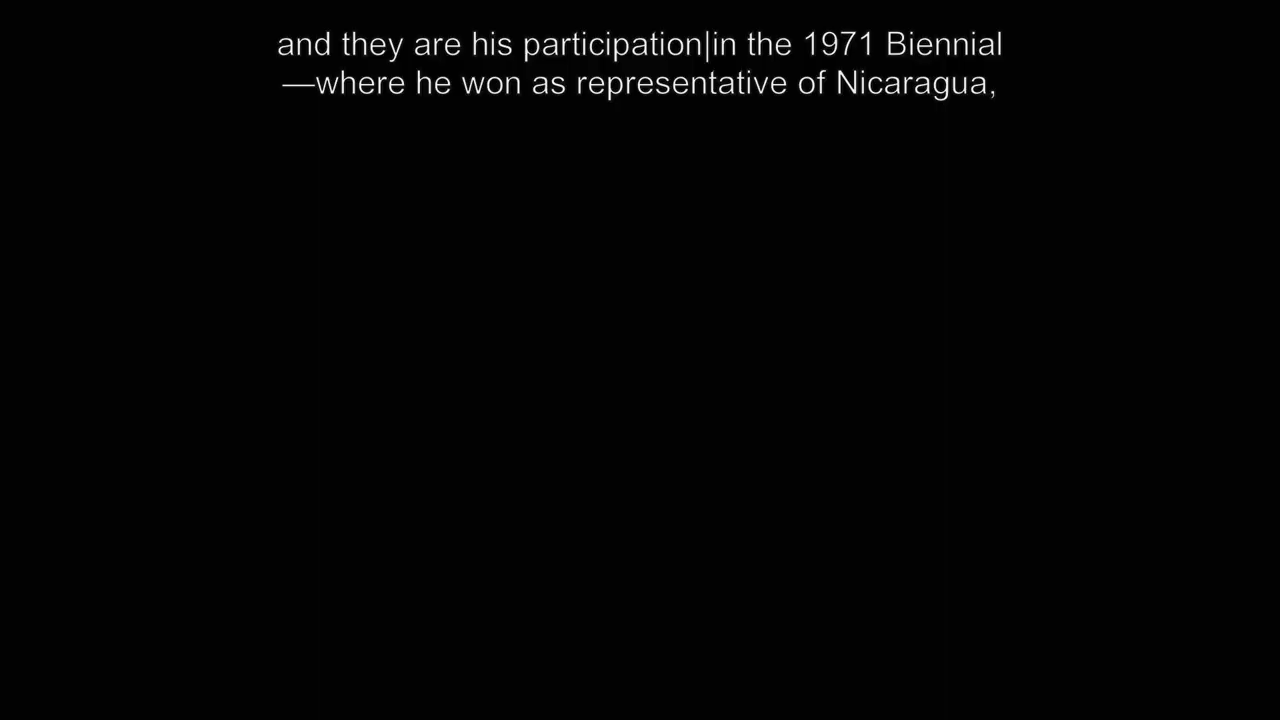 and they are his participation|in the 1971 Biennial
—where he won as representative of Nicaragua,